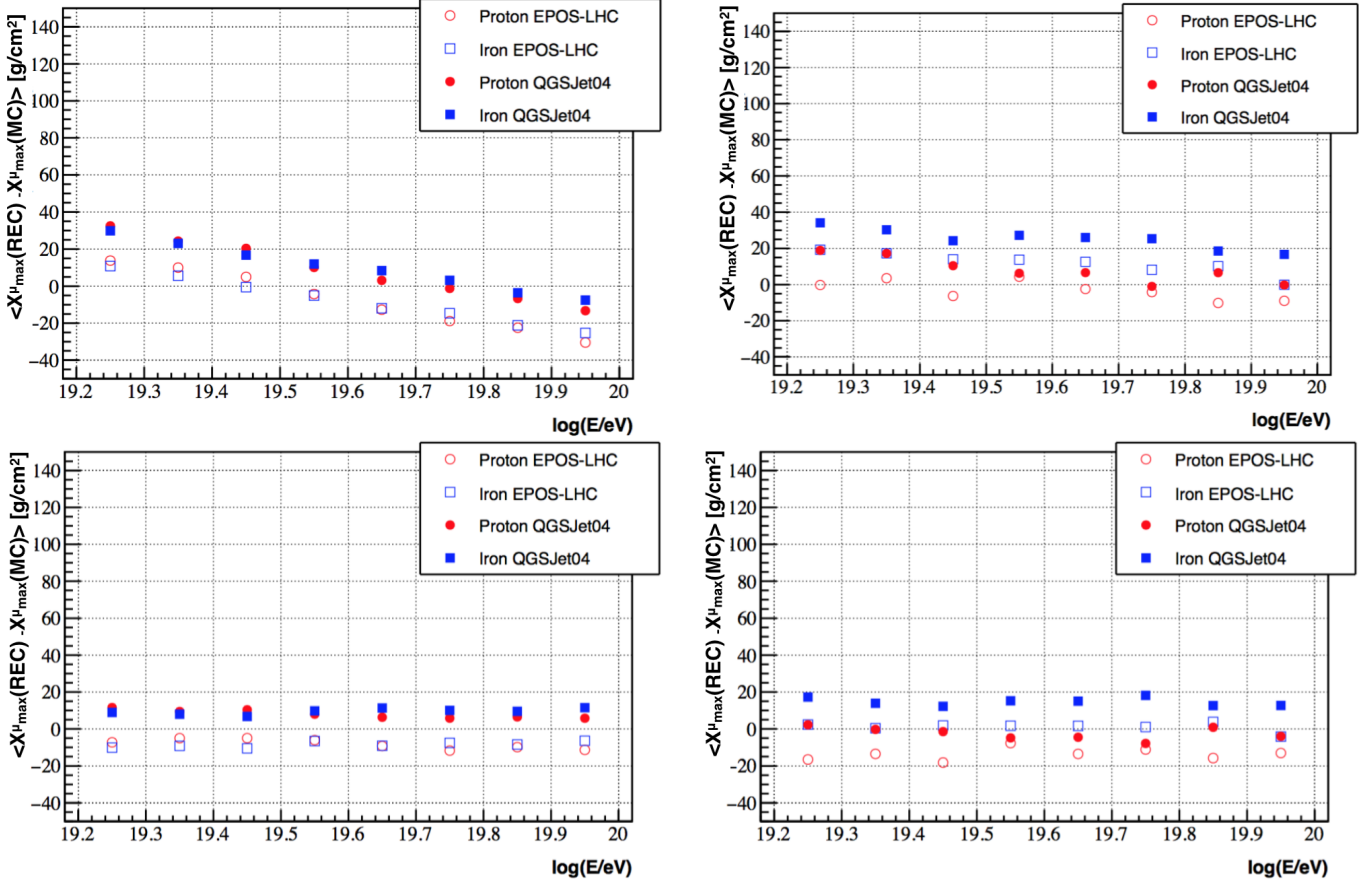 <X^μ_max(REC) -X^μ_max(MC)> [g/cm²]
140
120
100
80
60
40
20
0
−20
−40
Proton EPOS-LHC
Iron EPOS-LHC
Proton QGSJet04
Iron QGSJet04
19.2 19.3 19.4 19.5 19.6 19.7 19.8 19.9 20
log(E/eV)
<X^μ_max(REC) -X^μ_max(MC)> [g/cm²]
140
120
100
80
60
40
20
0
−20
−40
Proton EPOS-LHC
Iron EPOS-LHC
Proton QGSJet04
Iron QGSJet04
19.2 19.3 19.4 19.5 19.6 19.7 19.8 19.9 20
log(E/eV)
<X^μ_max(REC) -X^μ_max(MC)> [g/cm²]
140
120
100
80
60
40
20
0
−20
−40
Proton EPOS-LHC
Iron EPOS-LHC
Proton QGSJet04
Iron QGSJet04
19.2 19.3 19.4 19.5 19.6 19.7 19.8 19.9 20
log(E/eV)
<X^μ_max(REC) -X^μ_max(MC)> [g/cm²]
140
120
100
80
60
40
20
0
−20
−40
Proton EPOS-LHC
Iron EPOS-LHC
Proton QGSJet04
Iron QGSJet04
19.2 19.3 19.4 19.5 19.6 19.7 19.8 19.9 20
log(E/eV)